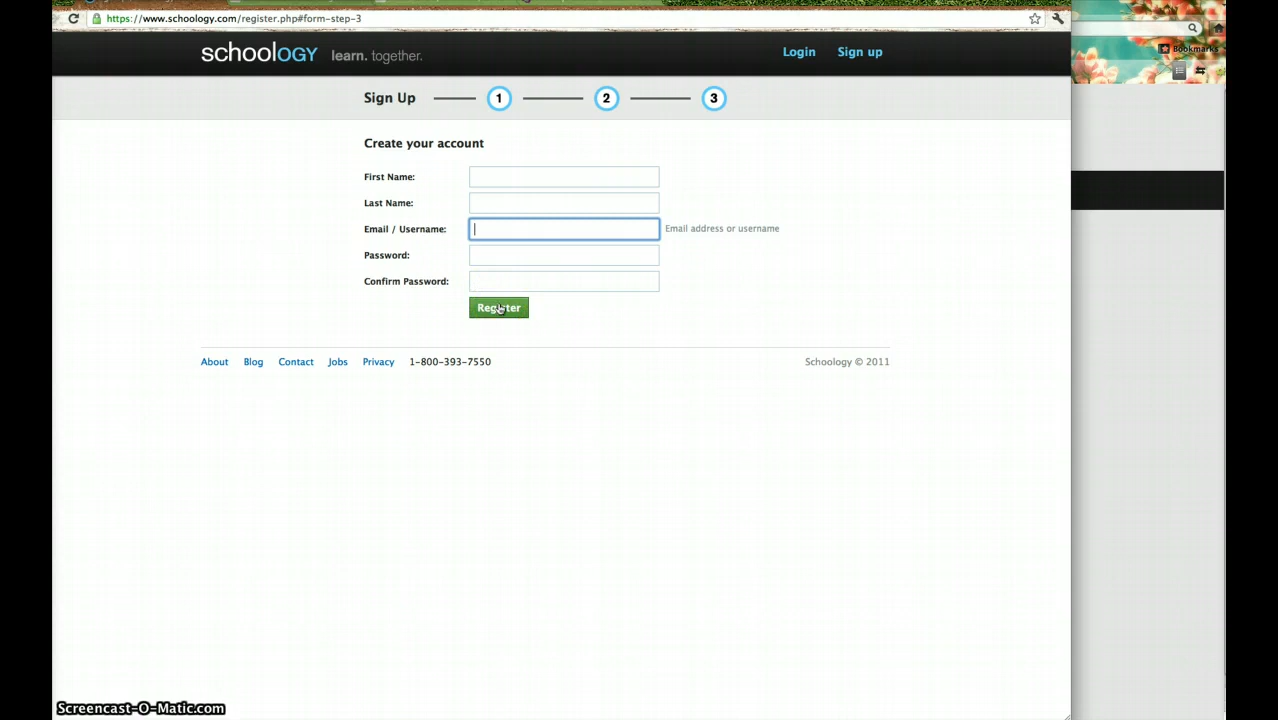 https://www.schoology.com/register.php#form-step-3
Bookmarks
schoology learn. together. Login Sign up
Sign Up 1 2 3
Create your account
First Name:
Last Name:
Email / Username: Email address or username
Password:
Confirm Password:
Register
About Blog Contact Jobs Privacy 1-800-393-7550 Schoology © 2011
Screencast-O-Matic.com